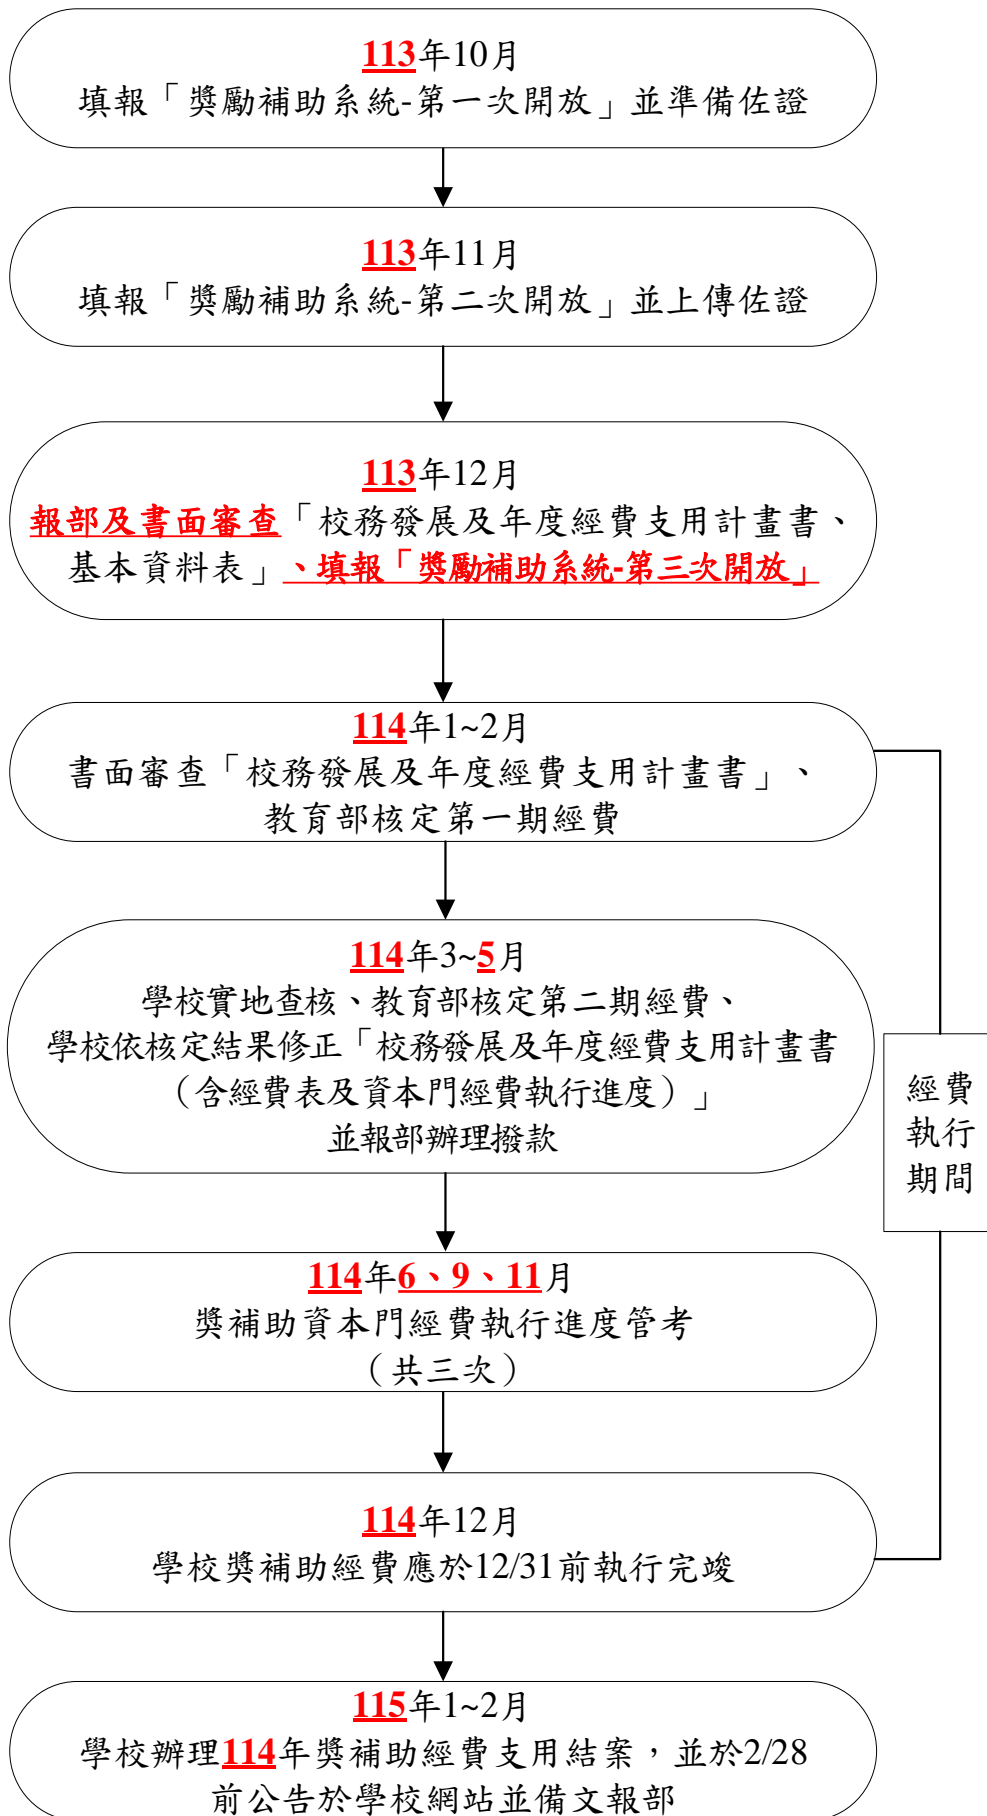 113年10月
填報「獎勵補助系統-第一次開放」並準備佐證
113年11月
填報「獎勵補助系統-第二次開放」並上傳佐證
113年12月
報部及書面審查「校務發展及年度經費支用計畫書、
基本資料表」、填報「獎勵補助系統-第三次開放」
114年1~2月
書面審查「校務發展及年度經費支用計畫書」、
教育部核定第一期經費
114年3~5月
學校實地查核、教育部核定第二期經費、
學校依核定結果修正「校務發展及年度經費支用計畫書
（含經費表及資本門經費執行進度）」
並報部辦理撥款
經費
執行
期間
114年6、9、11月
獎補助資本門經費執行進度管考
（共三次）
114年12月
學校獎補助經費應於12/31前執行完竣
115年1~2月
學校辦理114年獎補助經費支用結案，並於2/28
前公告於學校網站並備文報部